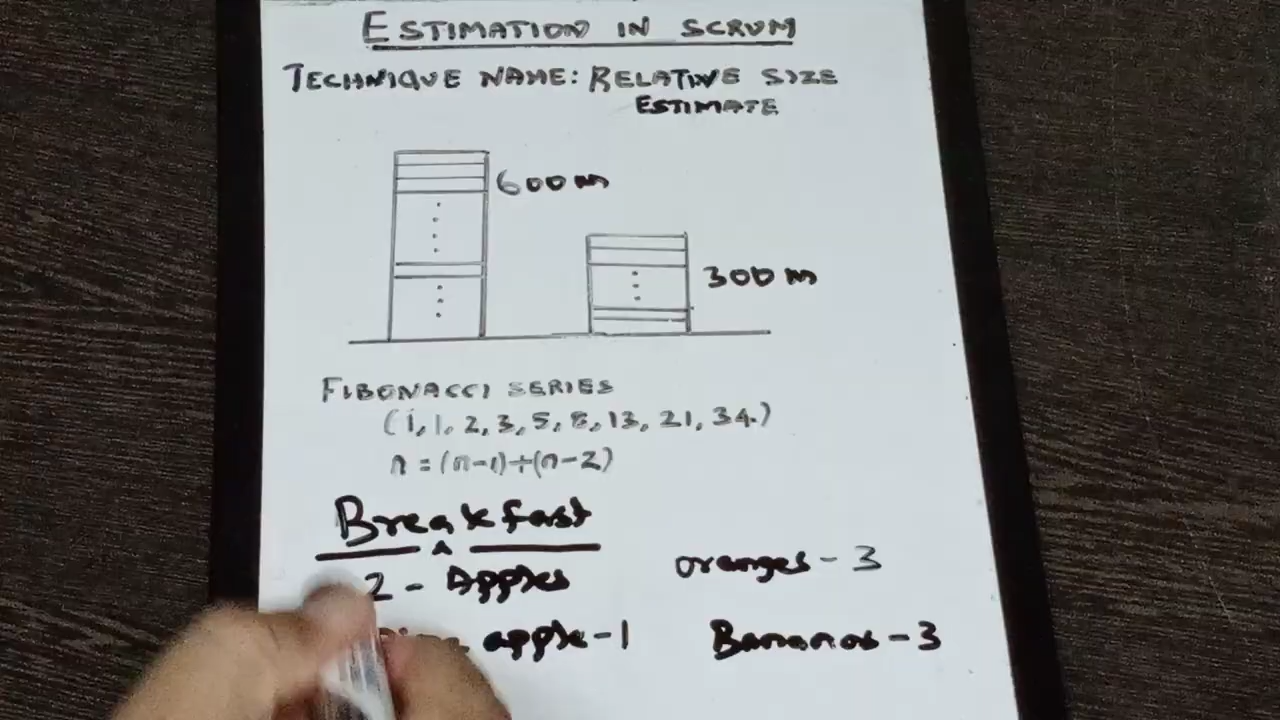 ESTIMATION IN SCRUM
TECHNIQUE NAME: RELATIVE SIZE
ESTIMATE
600 m
300 m
FIBONACCI SERIES
(1, 1, 2, 3, 5, 8, 13, 21, 34.)
n = (n-1)+(n-2)
Breakfast
2 - Apples
oranges - 3
apple - 1
Bananas - 3